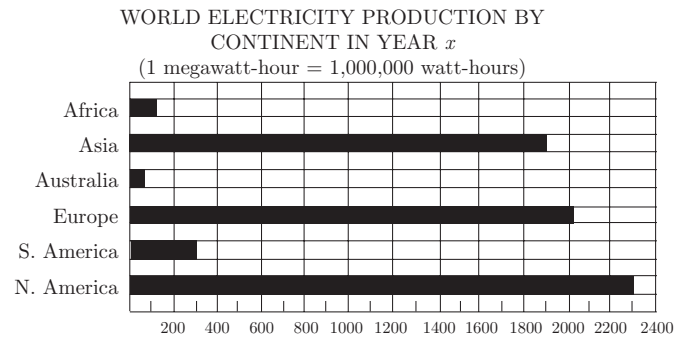 WORLD ELECTRICITY PRODUCTION BY
CONTINENT IN YEAR x
(1 megawatt-hour = 1,000,000 watt-hours)
Africa
Asia
Australia
Europe
S. America
N. America
200 400 600 800 1000 1200 1400 1600 1800 2000 2200 2400